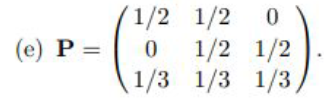 1/2 1/2 0
(e) P = 0 1/2 1/2 .
1/3 1/3 1/3